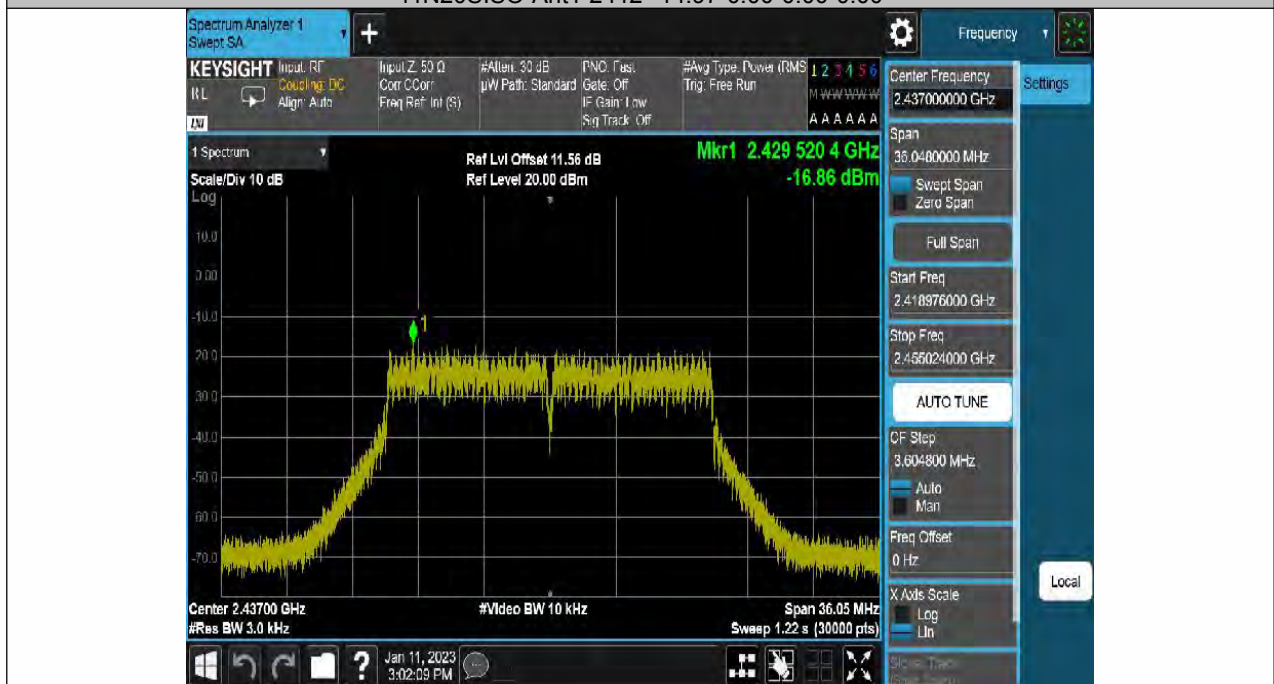 Spectrum Analyzer 1
Swept SA
+
Frequency
KEYSIGHT
RL
Input: RF
Coupling: DC
Align: Auto
Input Z: 50 Ω
Corr CCorr
Freq Ref: Int (S)
#Atten: 30 dB
µW Path: Standard
PNO: Fast
Gate: Off
IF Gain: Low
Sig Track: Off
#Avg Type: Power (RMS
Trig: Free Run
1 2 3 4 5 6
M W W W W W
A A A A A A
1 Spectrum
Scale/Div 10 dB
Log
Ref Lvl Offset 11.56 dB
Ref Level 20.00 dBm
Mkr1 2.429 520 4 GHz
-16.86 dBm
10.0
0.00
-10.0
-20.0
-30.0
-40.0
-50.0
-60.0
-70.0
1
Center 2.43700 GHz
#Res BW 3.0 kHz
#Video BW 10 kHz
Span 36.05 MHz
Sweep 1.22 s (30000 pts)
Center Frequency
2.437000000 GHz
Settings
Span
36.0480000 MHz
Swept Span
Zero Span
Full Span
Start Freq
2.418976000 GHz
Stop Freq
2.455024000 GHz
AUTO TUNE
CF Step
3.604800 MHz
Auto
Man
Freq Offset
0 Hz
X Axis Scale
Log
Lin
Local
?
Jan 11, 2023
3:02:09 PM